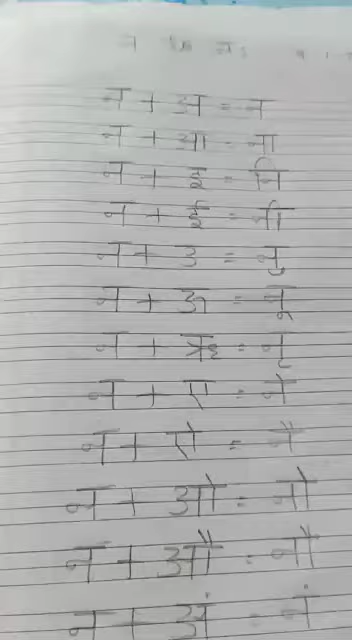 न + अ = न
न + आ = ना
न + इ = नि
न + ई = नी
न + उ = नु
न + ऊ = नू
न + ऋ = नृ
न + ए = ने
न + ऐ = नै
न + ओ = नो
न + औ = नौ
न + अं = नं